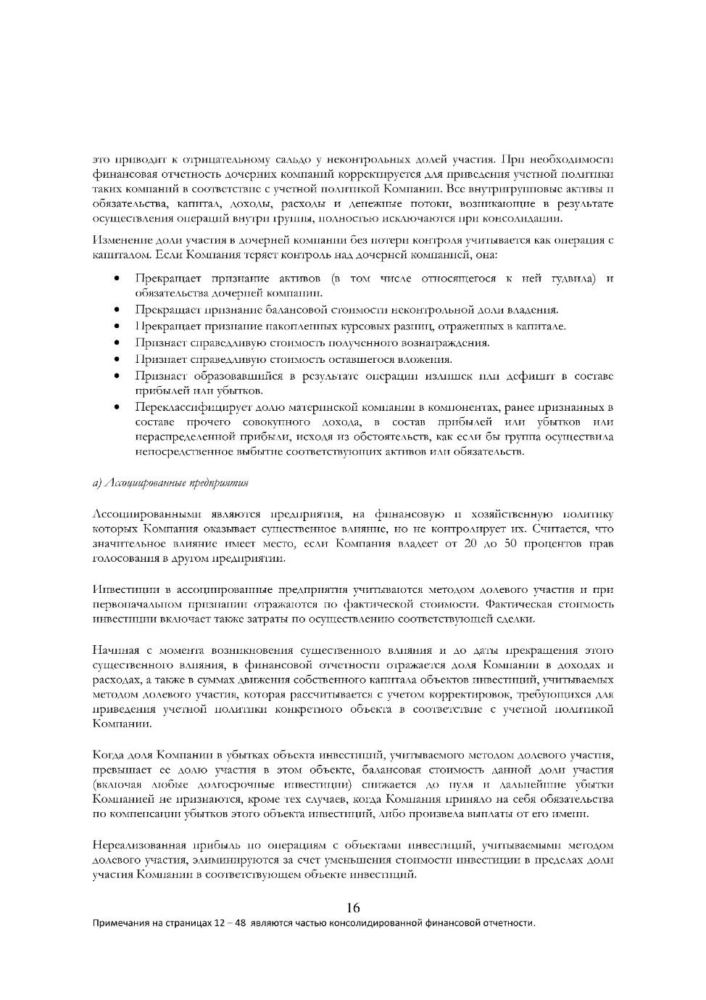 это приводит к отрицательному сальдо у неконтрольных долей участия. При необходимости
финансовая отчетность дочерних компаний корректируется для приведения учетной политики
таких компаний в соответствие с учетной политикой Компании. Все внутригрупповые активы и
обязательства, капитал, доходы, расходы и денежные потоки, возникающие в результате
осуществления операций внутри группы, полностью исключаются при консолидации.
Изменение доли участия в дочерней компании без потери контроля учитывается как операция с
капиталом. Если Компания теряет контроль над дочерней компанией, она:
• Прекращает признание активов (в том числе относящегося к ней гудвила) и
обязательства дочерней компании.
• Прекращает признание балансовой стоимости неконтрольной доли владения.
• Прекращает признание накопленных курсовых разниц, отраженных в капитале.
• Признает справедливую стоимость полученного вознаграждения.
• Признает справедливую стоимость оставшегося вложения.
• Признает образовавшийся в результате операции излишек или дефицит в составе
прибылей или убытков.
• Переклассифицирует долю материнской компании в компонентах, ранее признанных в
составе прочего совокупного дохода, в состав прибылей или убытков или
нераспределенной прибыли, исходя из обстоятельств, как если бы группа осуществила
непосредственное выбытие соответствующих активов или обязательств.
а) Ассоциированные предприятия
Ассоциированными являются предприятия, на финансовую и хозяйственную политику
которых Компания оказывает существенное влияние, но не контролирует их. Считается, что
значительное влияние имеет место, если Компания владеет от 20 до 50 процентов прав
голосования в другом предприятии.
Инвестиции в ассоциированные предприятия учитываются методом долевого участия и при
первоначальном признании отражаются по фактической стоимости. Фактическая стоимость
инвестиции включает также затраты по осуществлению соответствующей сделки.
Начиная с момента возникновения существенного влияния и до даты прекращения этого
существенного влияния, в финансовой отчетности отражается доля Компании в доходах и
расходах, а также в суммах движения собственного капитала объектов инвестиций, учитываемых
методом долевого участия, которая рассчитывается с учетом корректировок, требующихся для
приведения учетной политики конкретного объекта в соответствие с учетной политикой
Компании.
Когда доля Компании в убытках объекта инвестиций, учитываемого методом долевого участия,
превышает ее долю участия в этом объекте, балансовая стоимость данной доли участия
(включая любые долгосрочные инвестиции) снижается до нуля и дальнейшие убытки
Компанией не признаются, кроме тех случаев, когда Компания приняло на себя обязательства
по компенсации убытков этого объекта инвестиций, либо произвела выплаты от его имени.
Нереализованная прибыль по операциям с объектами инвестиций, учитываемыми методом
долевого участия, элиминируются за счет уменьшения стоимости инвестиции в пределах доли
участия Компании в соответствующем объекте инвестиций.
16
Примечания на страницах 12 – 48 являются частью консолидированной финансовой отчетности.